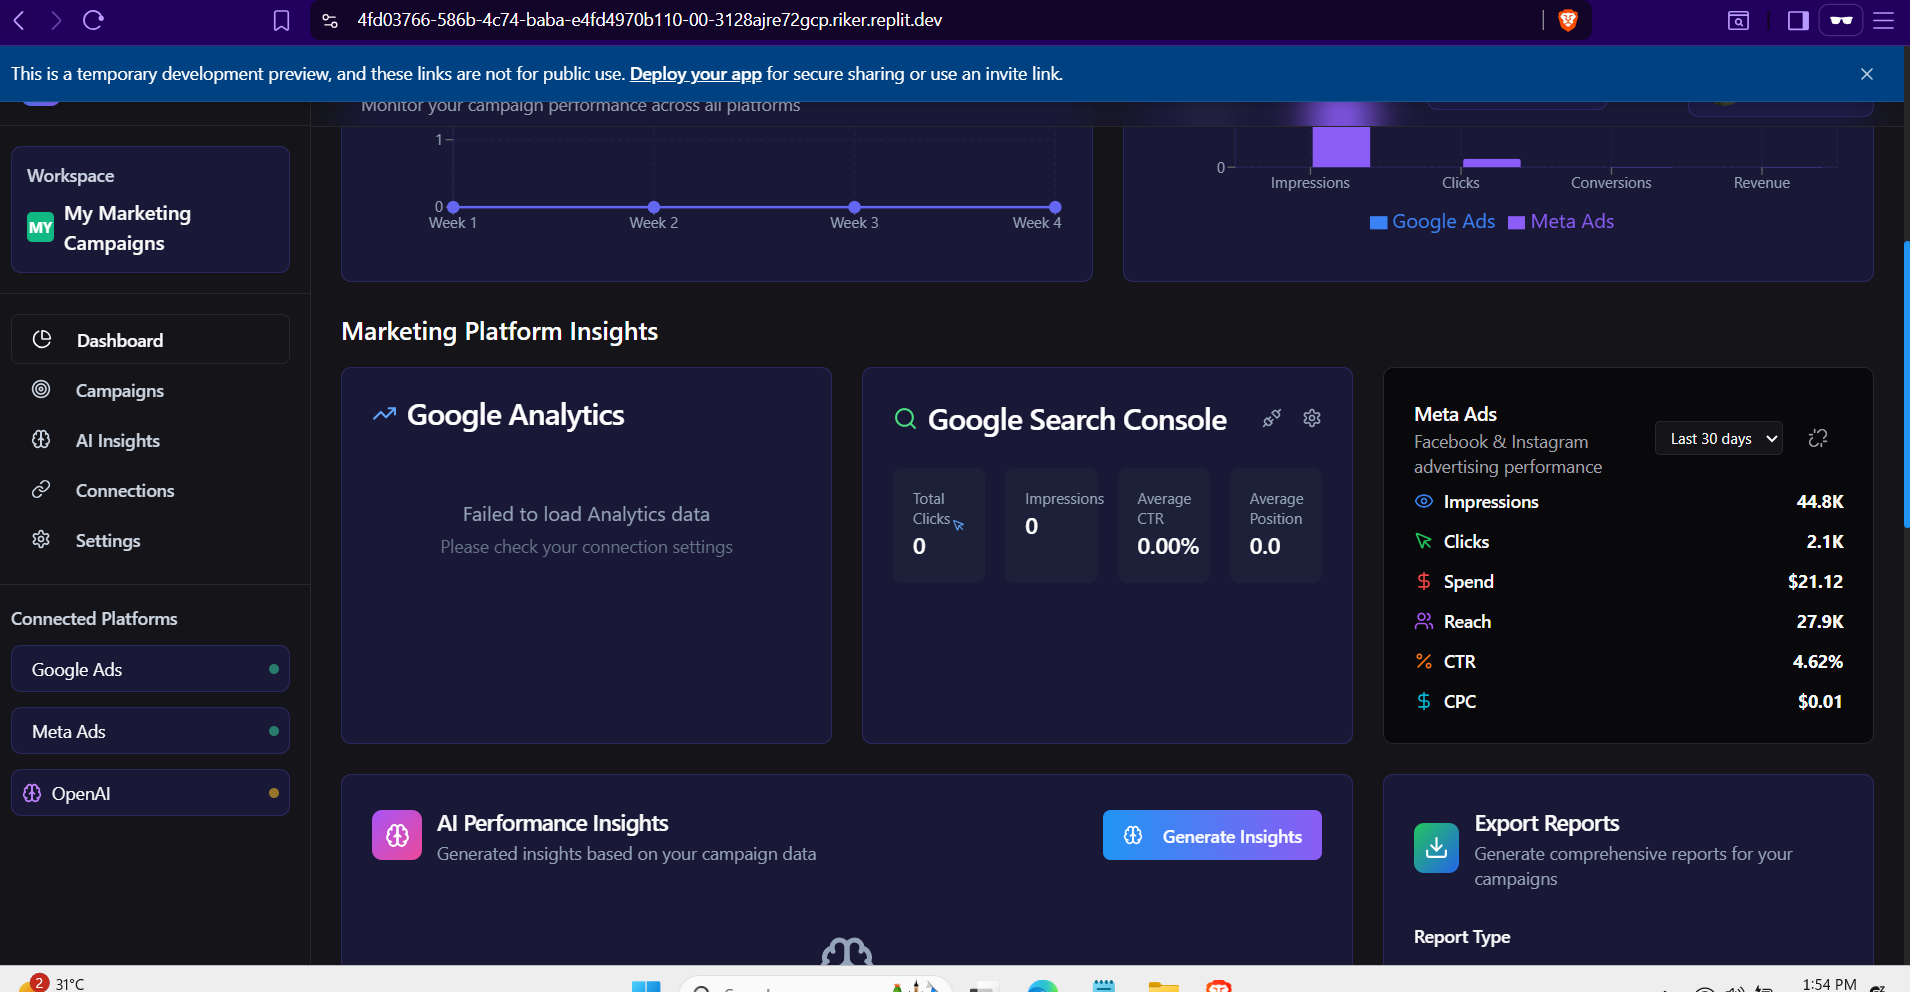 4fd03766-586b-4c74-baba-e4fd4970b110-00-3128ajre72gcp.riker.replit.dev
This is a temporary development preview, and these links are not for public use. Deploy your app for secure sharing or use an invite link.
Monitor your campaign performance across all platforms
Workspace
MY
My Marketing
Campaigns
Dashboard
Campaigns
AI Insights
Connections
Settings
Connected Platforms
Google Ads
Meta Ads
OpenAI
1
0
Week 1
Week 2
Week 3
Week 4
0
Impressions
Clicks
Conversions
Revenue
Google Ads
Meta Ads
Marketing Platform Insights
Google Analytics
Failed to load Analytics data
Please check your connection settings
Google Search Console
Total
Clicks
0
Impressions
0
Average
CTR
0.00%
Average
Position
0.0
Meta Ads
Facebook & Instagram
advertising performance
Last 30 days
Impressions 44.8K
Clicks 2.1K
Spend $21.12
Reach 27.9K
CTR 4.62%
CPC $0.01
AI Performance Insights
Generated insights based on your campaign data
Generate Insights
Export Reports
Generate comprehensive reports for your
campaigns
Report Type
2
31°C
1:54 PM